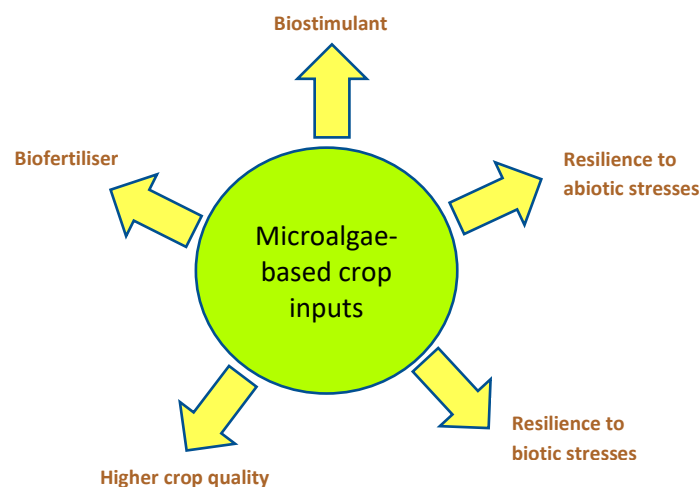 Biostimulant
Biofertiliser
Resilience to
abiotic stresses
Microalgae-
based crop
inputs
Resilience to
biotic stresses
Higher crop quality